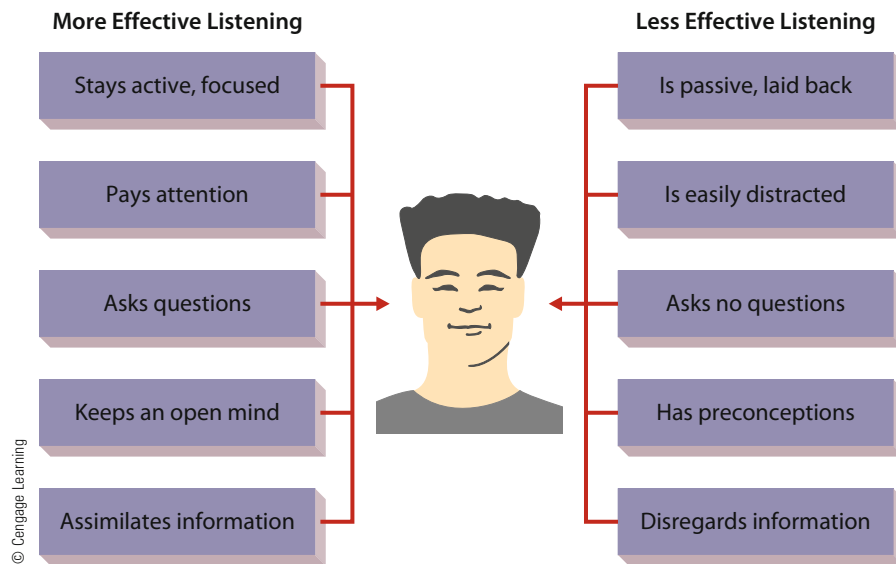 More Effective Listening
Stays active, focused
Pays attention
Asks questions
Keeps an open mind
Assimilates information
Less Effective Listening
Is passive, laid back
Is easily distracted
Asks no questions
Has preconceptions
Disregards information
© Cengage Learning